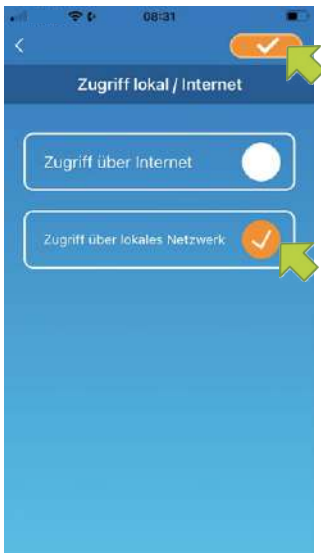 08:31
Zugriff lokal / Internet
Zugriff über Internet
Zugriff über lokales Netzwerk